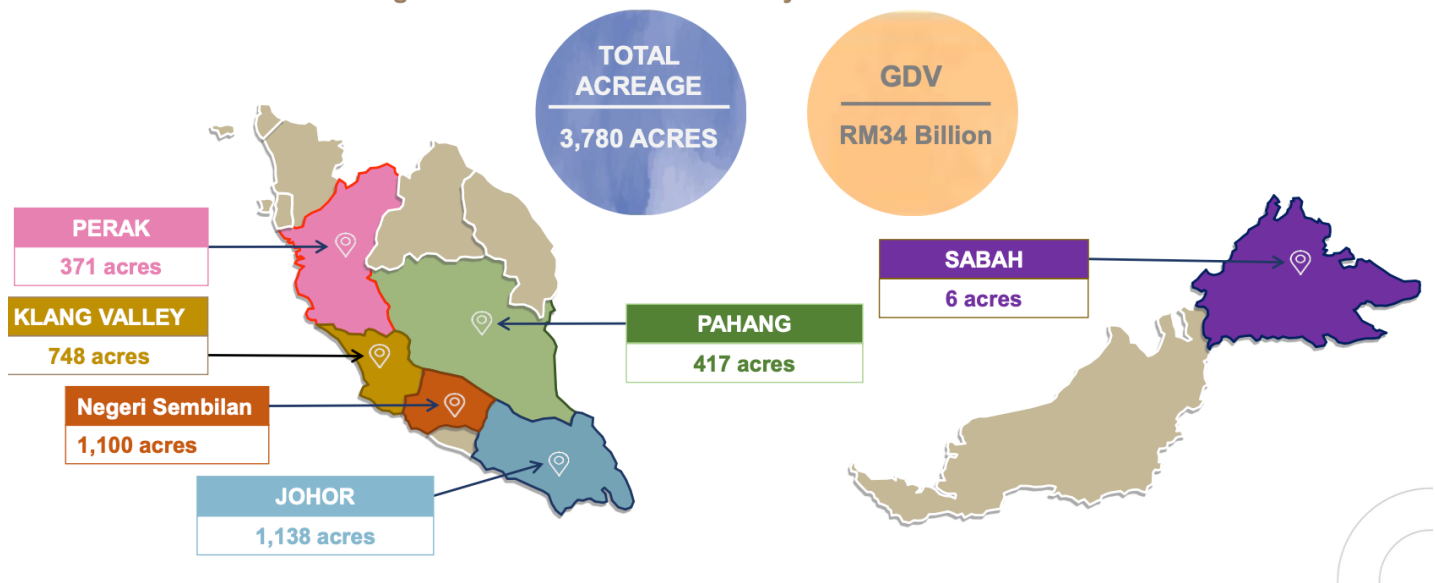 TOTAL
ACREAGE
3,780 ACRES
GDV
RM34 Billion
PERAK
371 acres
KLANG VALLEY
748 acres
Negeri Sembilan
1,100 acres
JOHOR
1,138 acres
PAHANG
417 acres
SABAH
6 acres